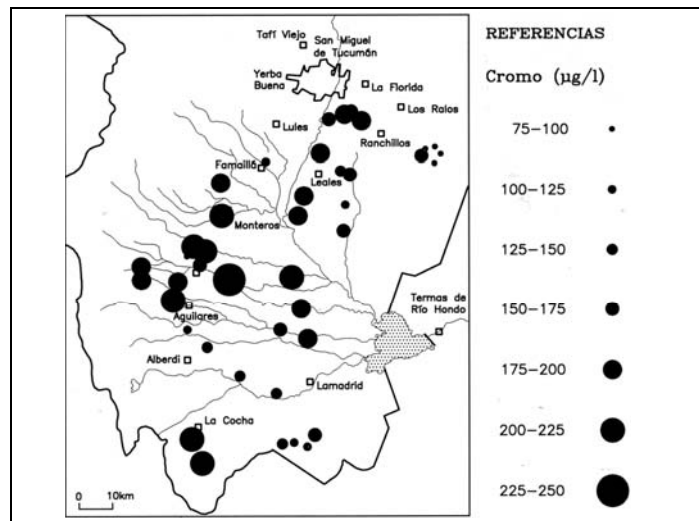 Tafí Viejo
San Miguel
de Tucumán
Yerba
Buena
La Florida
Los Ralos
Lules
Ranchillos
Famaillá
Leales
Monteros
Aguilares
Termas de
Río Hondo
Alberdi
Lamadrid
La Cocha
0 10km
REFERENCIAS
Cromo (µg/l)
75-100
100-125
125-150
150-175
175-200
200-225
225-250